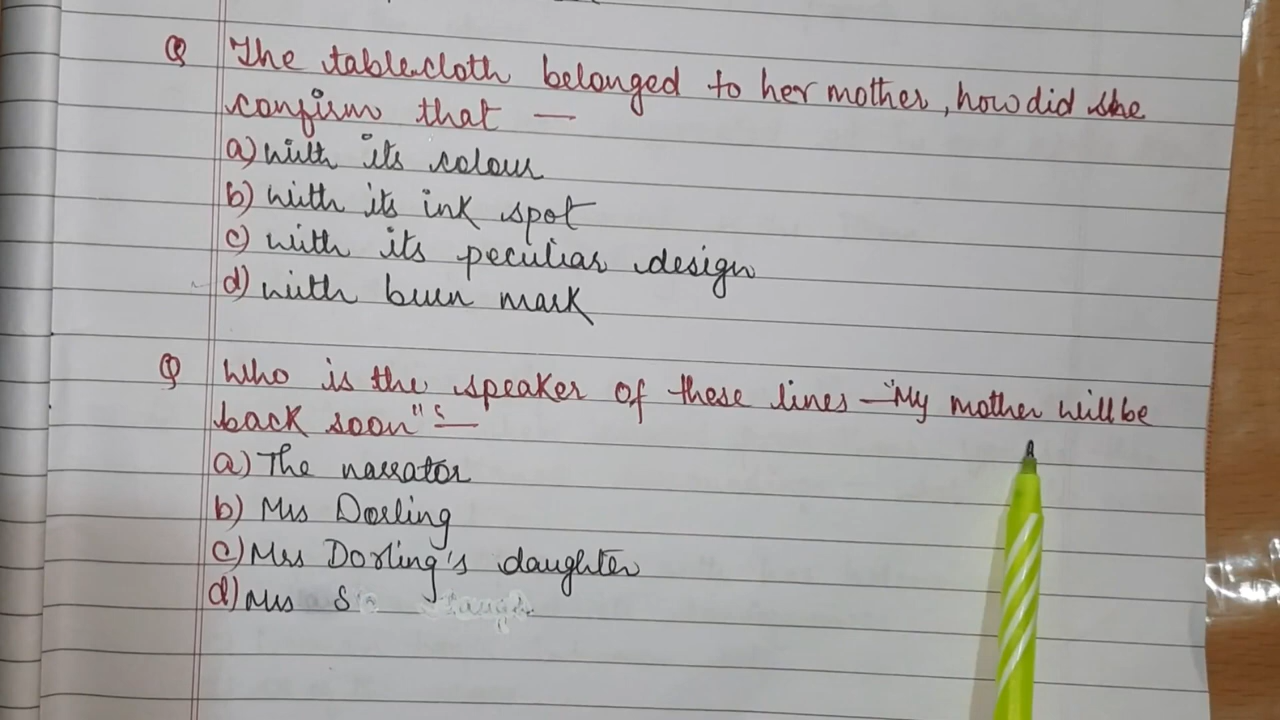 Q The tablecloth belonged to her mother, how did she
confirm that —
a) with its colour
b) with its ink spot
c) with its peculiar design
d) with burn mark
Q Who is the speaker of these lines — "My mother will be
back soon" —
a) The narrator
b) Mrs Dorling
c) Mrs Dorling's daughter
d) Mrs S